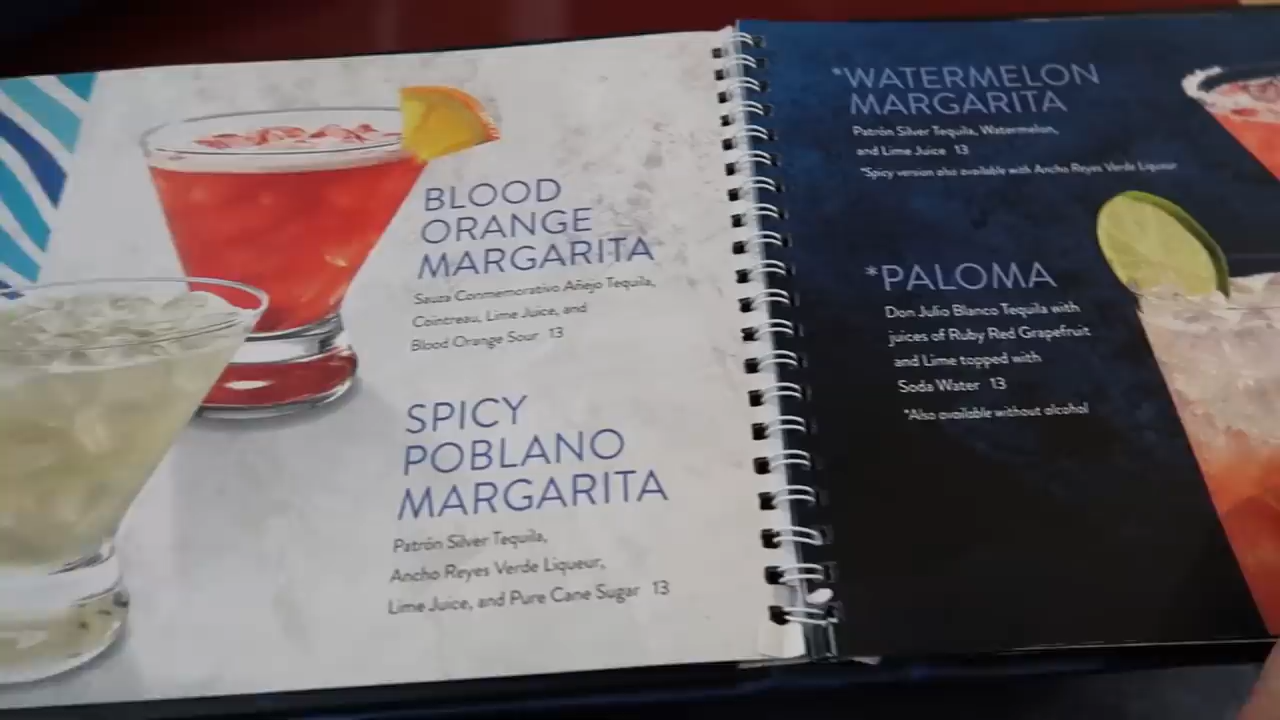 BLOOD
ORANGE
MARGARITA
Sauza Conmemorativo Añejo Tequila,
Cointreau, Lime Juice, and
Blood Orange Sour 13
SPICY
POBLANO
MARGARITA
Patrón Silver Tequila,
Ancho Reyes Verde Liqueur,
Lime Juice, and Pure Cane Sugar 13
*WATERMELON
MARGARITA
Patrón Silver Tequila, Watermelon,
and Lime Juice 13
*Spicy version also available with Ancho Reyes Verde Liqueur
*PALOMA
Don Julio Blanco Tequila with
juices of Ruby Red Grapefruit
and Lime topped with
Soda Water 13
*Also available without alcohol